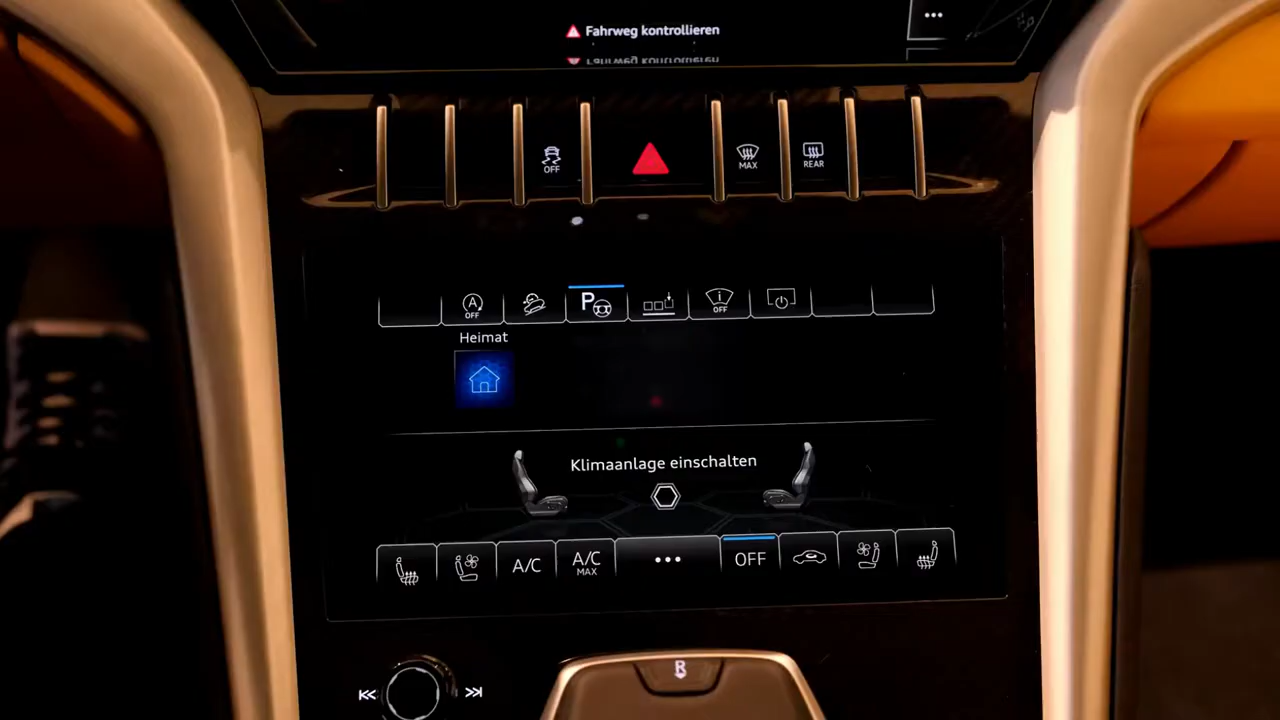 Fahrweg kontrollieren
OFF
MAX
REAR
A
OFF
P
i
OFF
Heimat
Klimaanlage einschalten
A/C
A/C
MAX
OFF
R